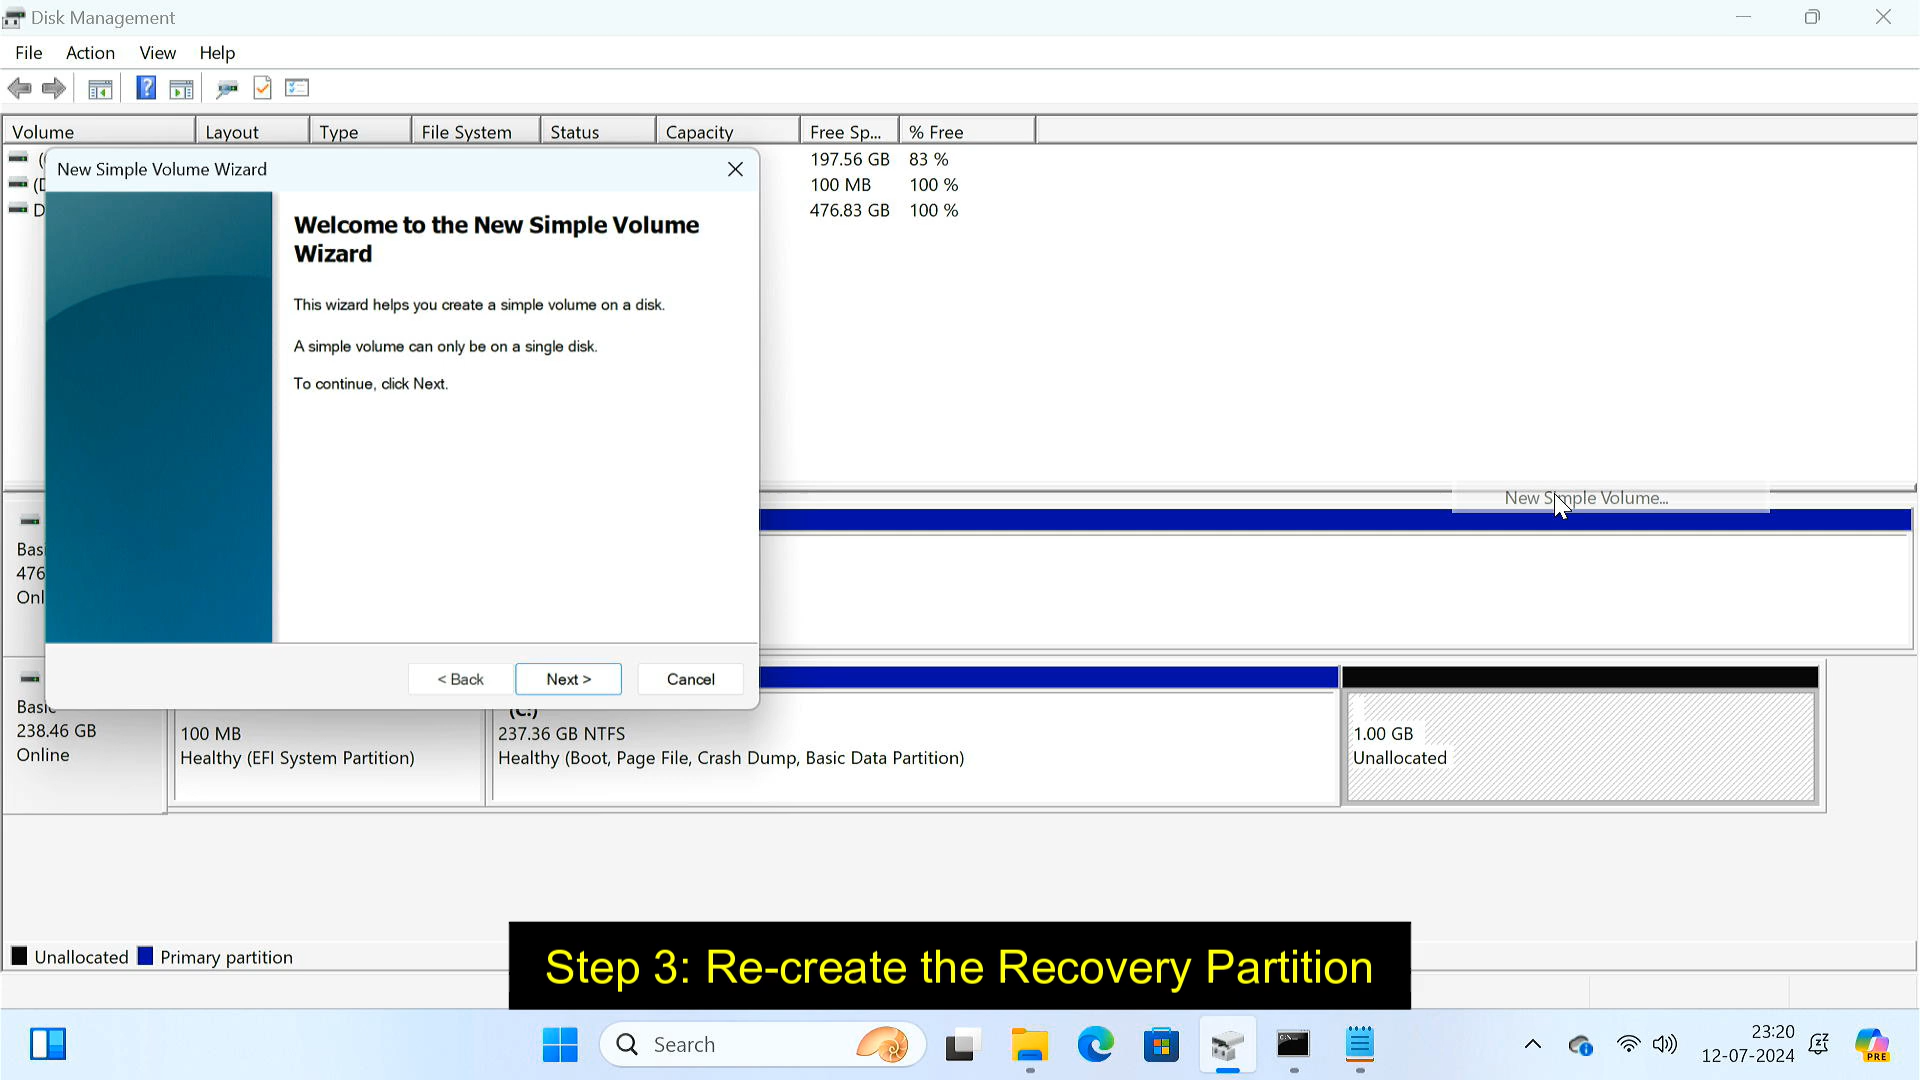 Disk Management
File Action View Help
Volume Layout Type File System Status Capacity Free Sp... % Free
197.56 GB 83 %
100 MB 100 %
476.83 GB 100 %
New Simple Volume Wizard
Welcome to the New Simple Volume
Wizard
This wizard helps you create a simple volume on a disk.
A simple volume can only be on a single disk.
To continue, click Next.
< Back Next > Cancel
New Simple Volume...
Basic
238.46 GB
Online
100 MB
Healthy (EFI System Partition)
(C:)
237.36 GB NTFS
Healthy (Boot, Page File, Crash Dump, Basic Data Partition)
1.00 GB
Unallocated
Unallocated Primary partition
Step 3: Re-create the Recovery Partition
Search
23:20
12-07-2024
PRE